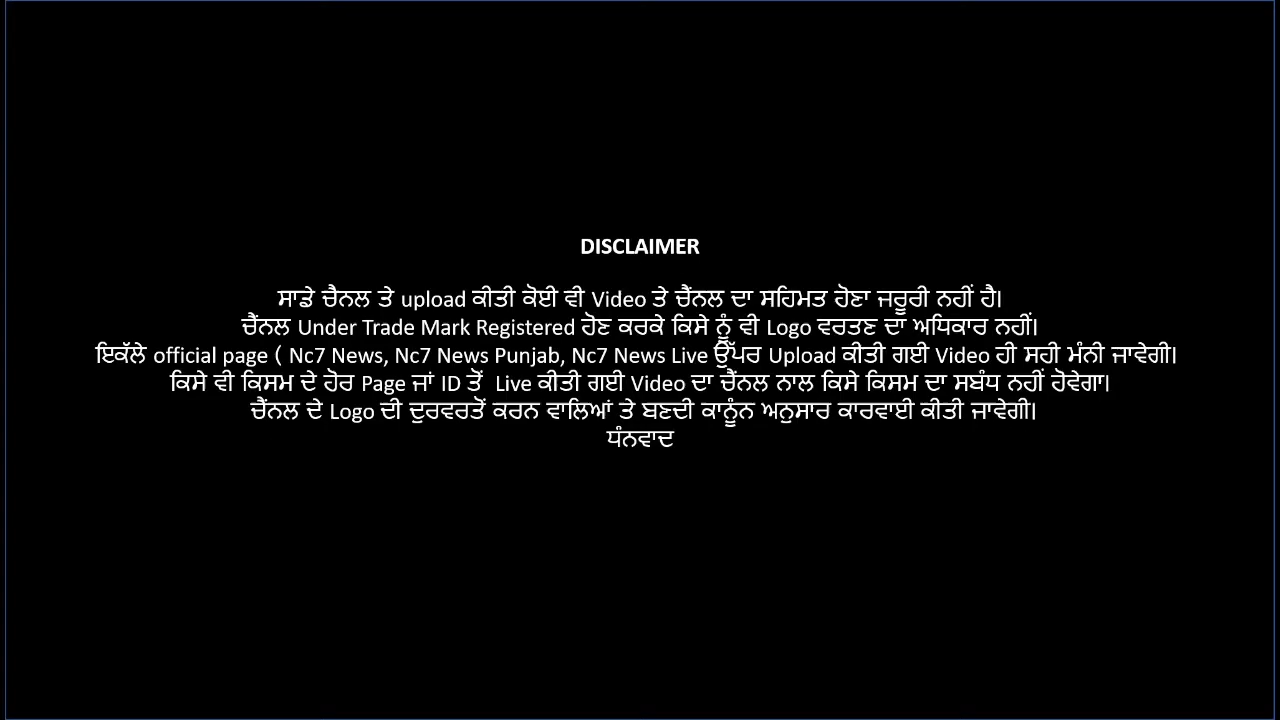 DISCLAIMER
ਸਾਡੇ ਚੈਨਲ ਤੇ upload ਕੀਤੀ ਕੋਈ ਵੀ Video ਤੇ ਚੈਂਨਲ ਦਾ ਸਹਿਮਤ ਹੋਣਾ ਜਰੂਰੀ ਨਹੀਂ ਹੈ।
ਚੈਂਨਲ Under Trade Mark Registered ਹੋਣ ਕਰਕੇ ਕਿਸੇ ਨੂੰ ਵੀ Logo ਵਰਤਣ ਦਾ ਅਧਿਕਾਰ ਨਹੀਂ।
ਇਕੱਲੇ official page ( Nc7 News, Nc7 News Punjab, Nc7 News Live ਉੱਪਰ Upload ਕੀਤੀ ਗਈ Video ਹੀ ਸਹੀ ਮੰਨੀ ਜਾਵੇਗੀ।
ਕਿਸੇ ਵੀ ਕਿਸਮ ਦੇ ਹੋਰ Page ਜਾਂ ID ਤੋਂ Live ਕੀਤੀ ਗਈ Video ਦਾ ਚੈਂਨਲ ਨਾਲ ਕਿਸੇ ਕਿਸਮ ਦਾ ਸਬੰਧ ਨਹੀਂ ਹੋਵੇਗਾ।
ਚੈਂਨਲ ਦੇ Logo ਦੀ ਦੁਰਵਰਤੋਂ ਕਰਨ ਵਾਲਿਆਂ ਤੇ ਬਣਦੀ ਕਾਨੂੰਨ ਅਨੁਸਾਰ ਕਾਰਵਾਈ ਕੀਤੀ ਜਾਵੇਗੀ।
ਧੰਨਵਾਦ